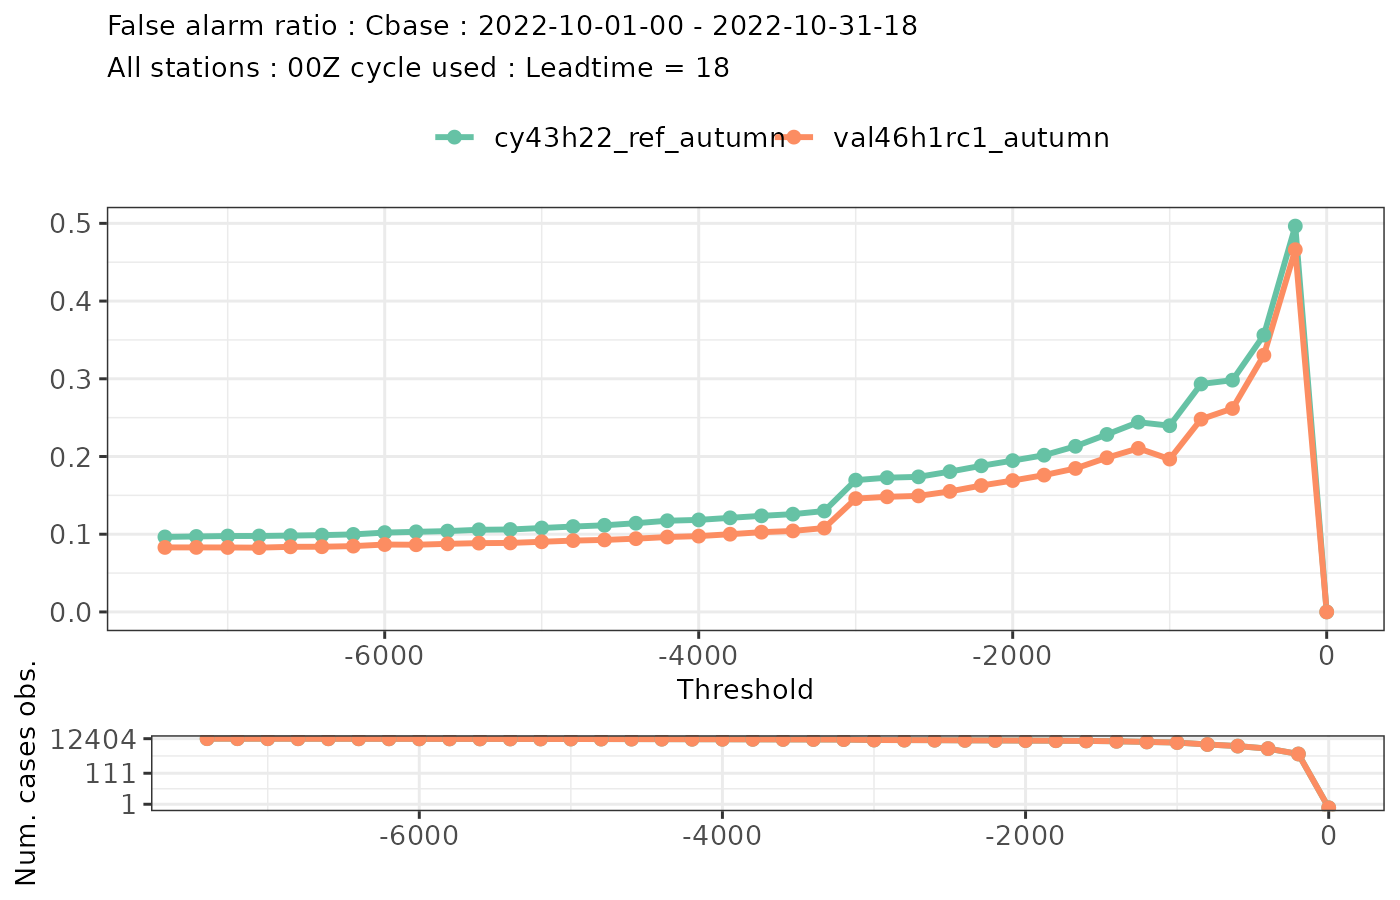 False alarm ratio : Cbase : 2022-10-01-00 - 2022-10-31-18
All stations : 00Z cycle used : Leadtime = 18
cy43h22_ref_autumn val46h1rc1_autumn
0.5
0.4
0.3
0.2
0.1
0.0
-6000 -4000 -2000 0
Threshold
Num. cases obs.
12404
111
1
-6000 -4000 -2000 0